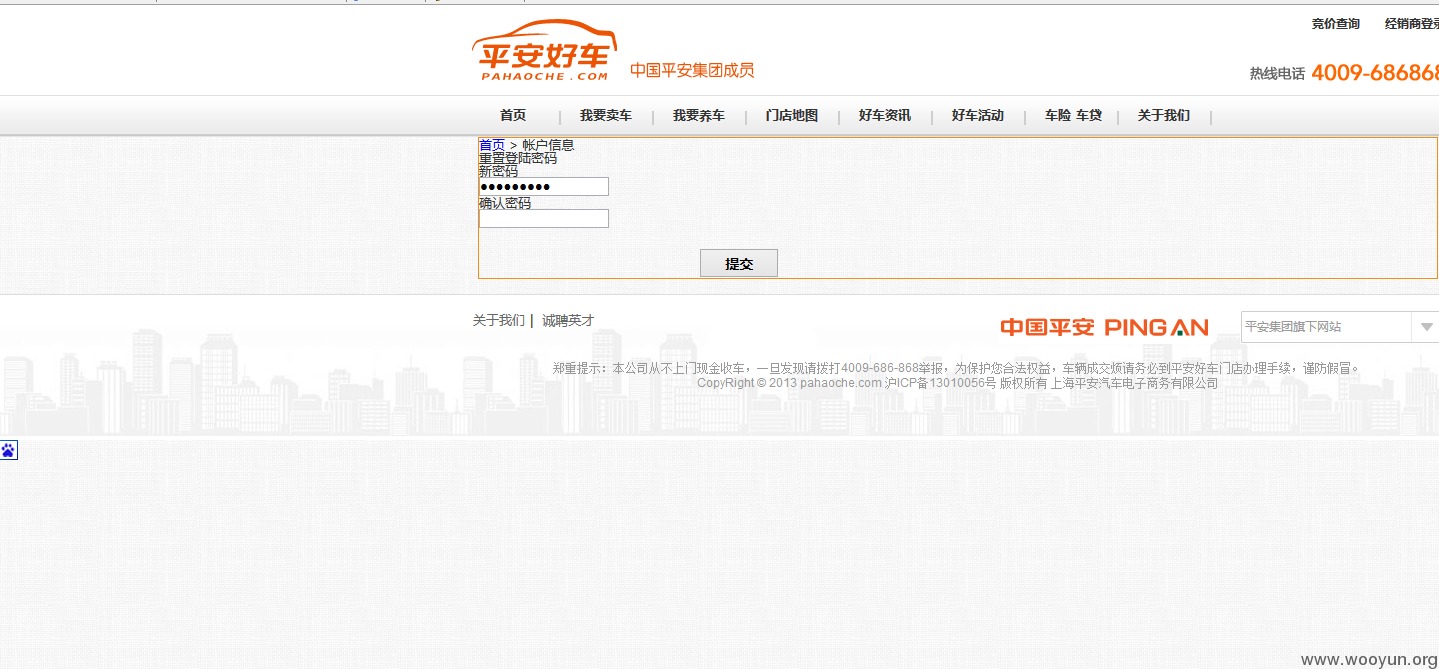 竞价查询 经销商登录
平安好车
PAHAOCHE.COM
中国平安集团成员
热线电话 4009-686868
首页 | 我要卖车 | 我要养车 | 门店地图 | 好车资讯 | 好车活动 | 车险 车贷 | 关于我们 |
首页 > 帐户信息
重置登陆密码
新密码
●●●●●●●●●
确认密码
提交
关于我们 | 诚聘英才
中国平安 PINGAN
平安集团旗下网站
郑重提示：本公司从不上门现金收车，一旦发现请拨打4009-686-868举报，为保护您合法权益，车辆成交烦请务必到平安好车门店办理手续，谨防假冒。
CopyRight © 2013 pahaoche.com 沪ICP备13010056号 版权所有 上海平安汽车电子商务有限公司
www.wooyun.org